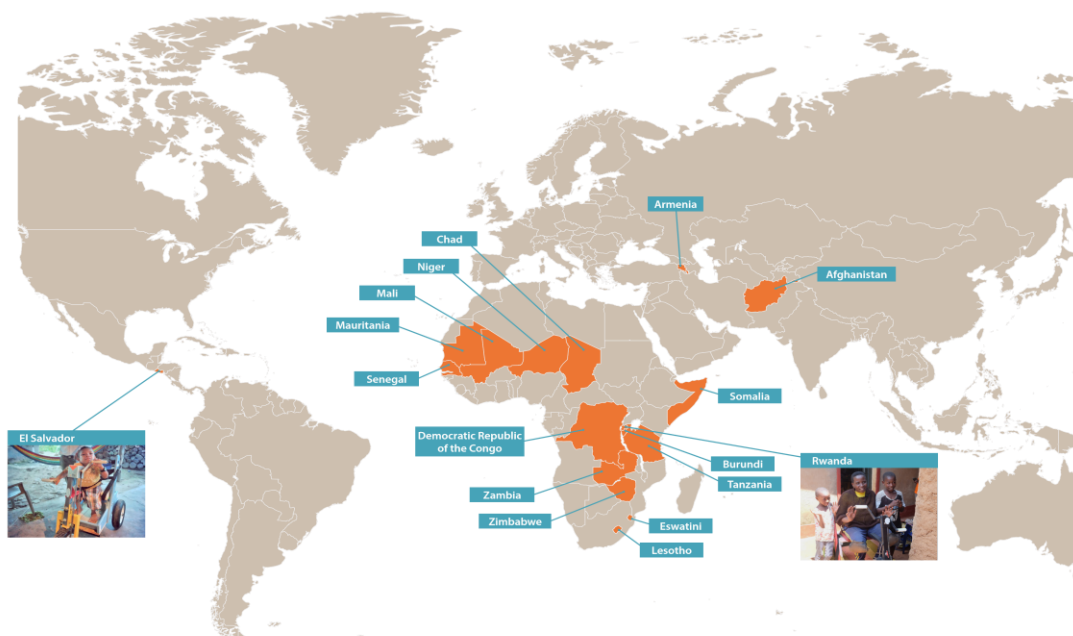 Armenia
Chad
Afghanistan
Niger
Mali
Mauritania
Senegal
Somalia
El Salvador
Democratic Republic
of the Congo
Rwanda
Burundi
Tanzania
Zambia
Zimbabwe
Eswatini
Lesotho